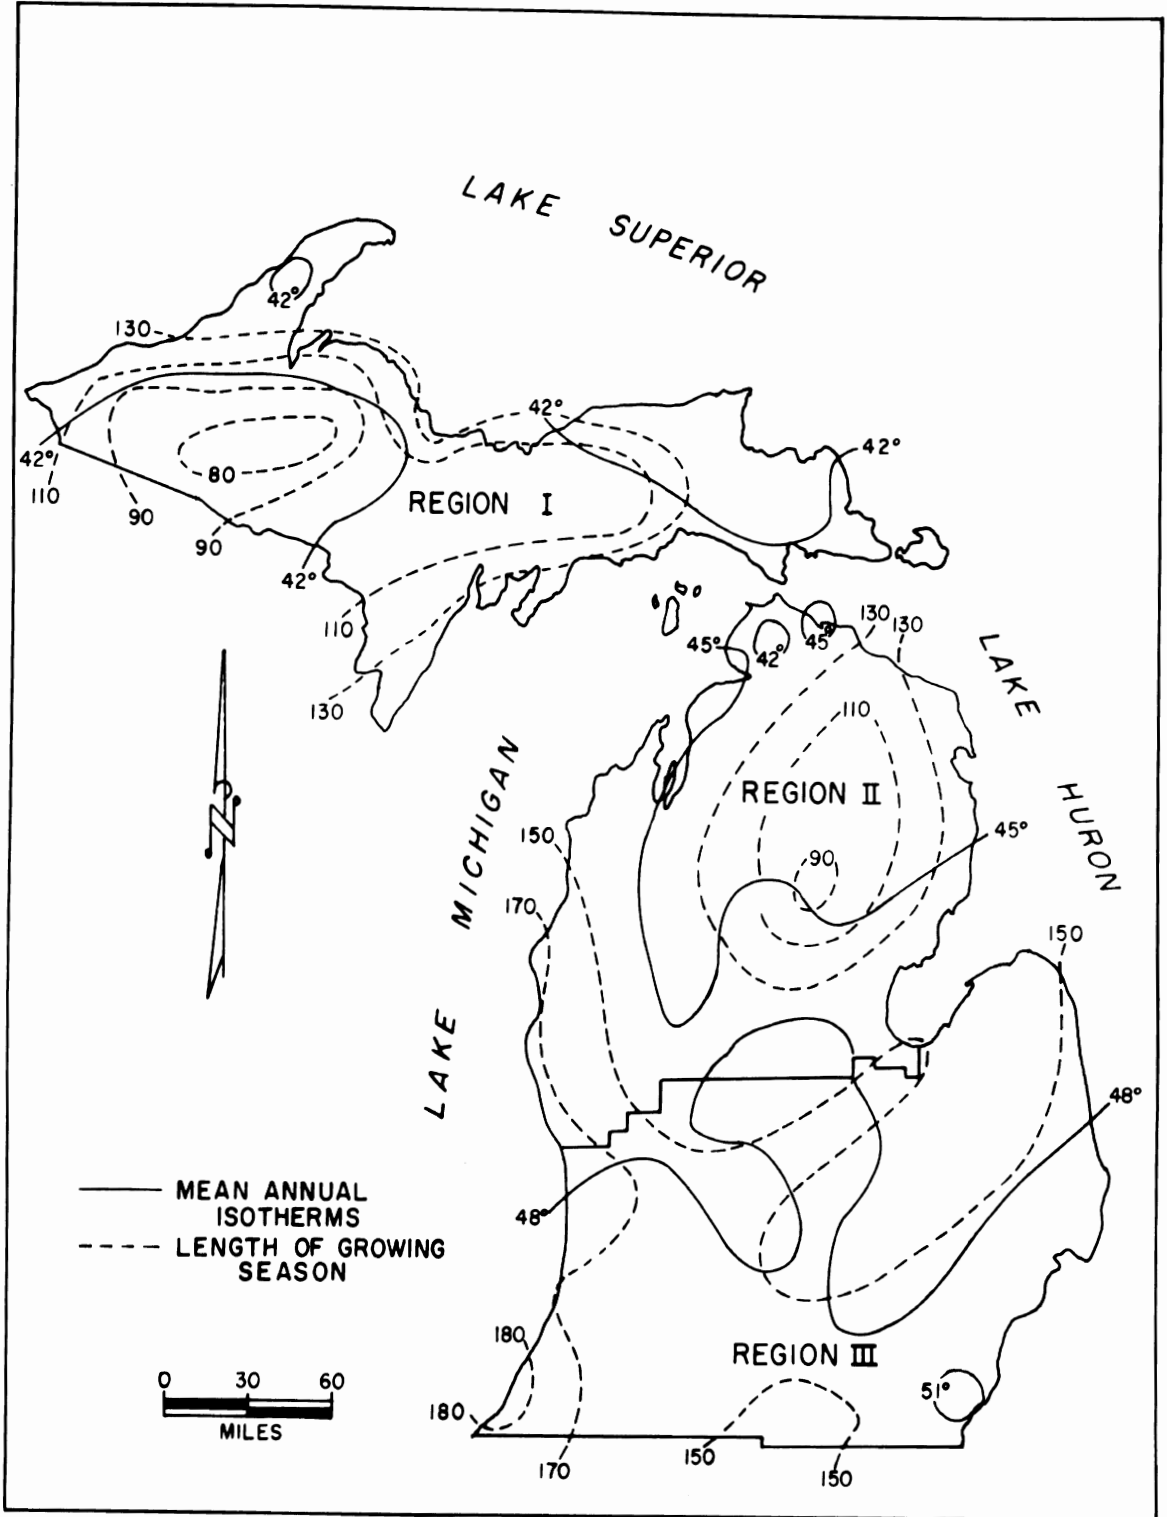 LAKE SUPERIOR
42°
130
42°
42°
42°
110
80
90
90
REGION I
42°
110
130
45°
42°
45°
130
130
LAKE HURON
110
REGION II
LAKE MICHIGAN
150
45°
90
170
150
48°
MEAN ANNUAL
ISOTHERMS
LENGTH OF GROWING
SEASON
48°
180
REGION III
0 30 60
MILES
51°
180
170
150
150
N